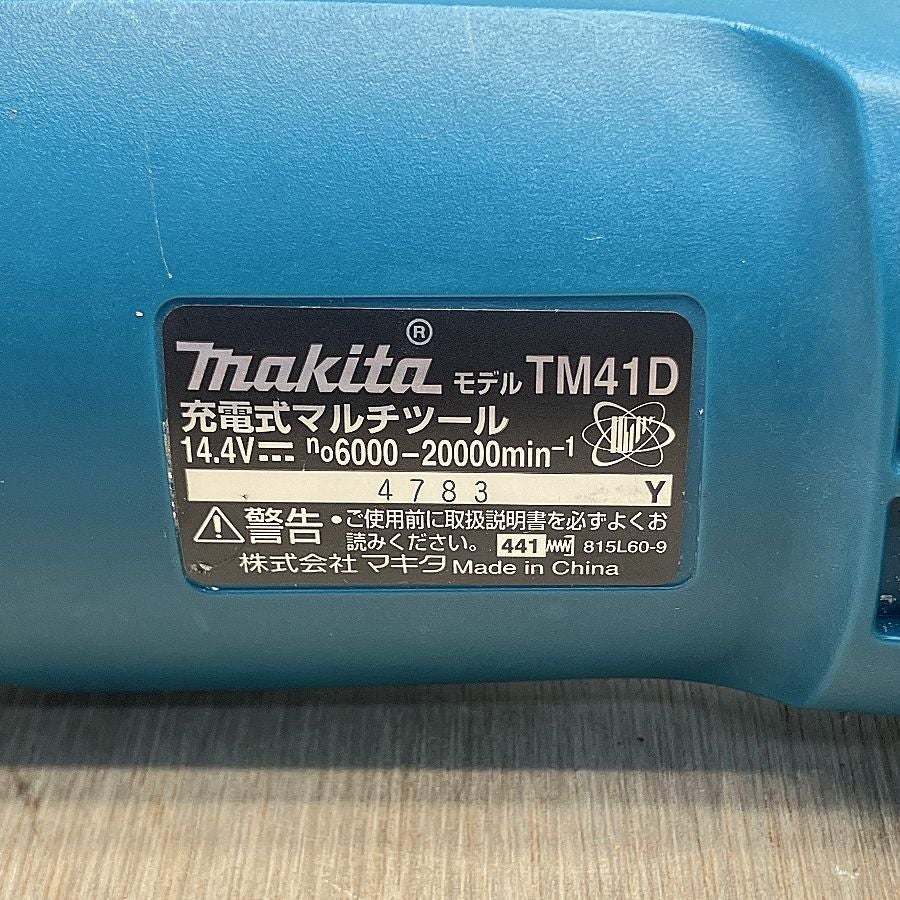 makita® モデル TM41D
充電式マルチツール
14.4V⎓ n₀6000-20000min⁻¹
4783 Y
⚠警告 •ご使用前に取扱説明書を必ずよくお
読みください。 441 815L60-9
株式会社 マキタ Made in China